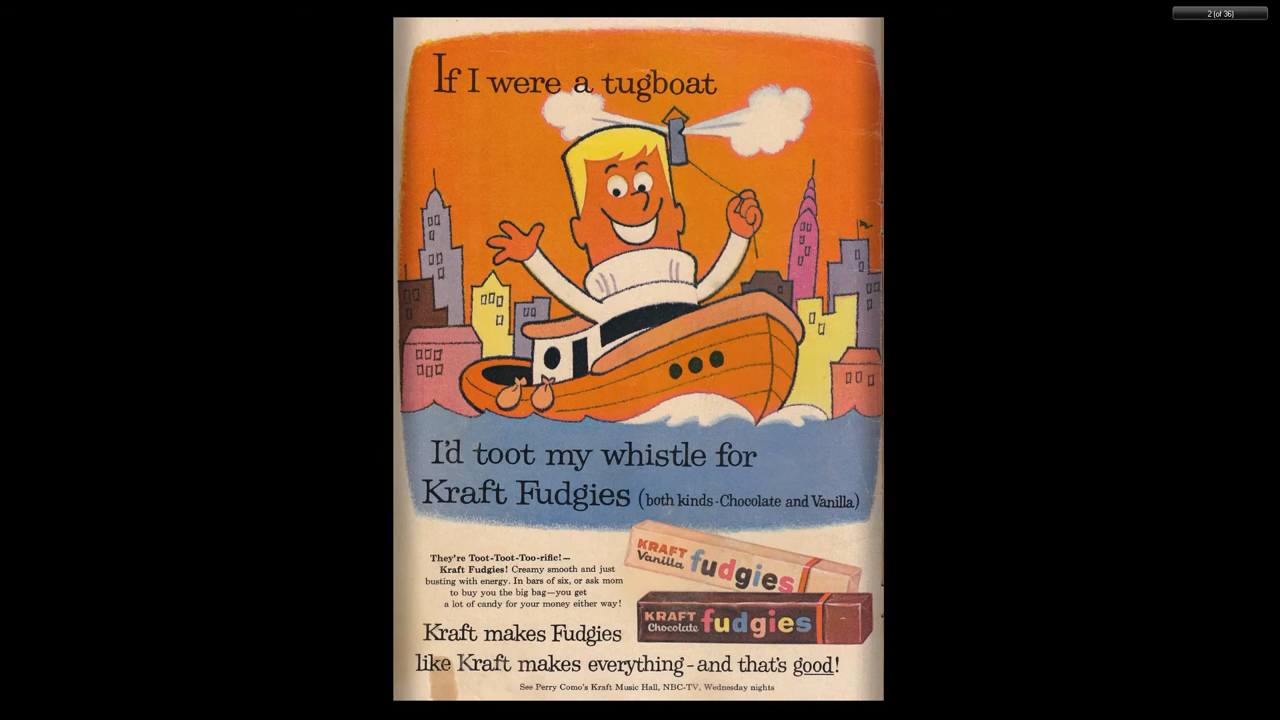 2 (of 36)
If I were a tugboat
I'd toot my whistle for
Kraft Fudgies (both kinds-Chocolate and Vanilla)
They're Toot-Toot-Too-rific!—
Kraft Fudgies! Creamy smooth and just
busting with energy. In bars of six, or ask mom
to buy you the big bag—you get
a lot of candy for your money either way!
KRAFT
Vanilla fudgies
KRAFT
Chocolate fudgies
Kraft makes Fudgies
like Kraft makes everything-and that's good!
See Perry Como's Kraft Music Hall, NBC-TV, Wednesday nights